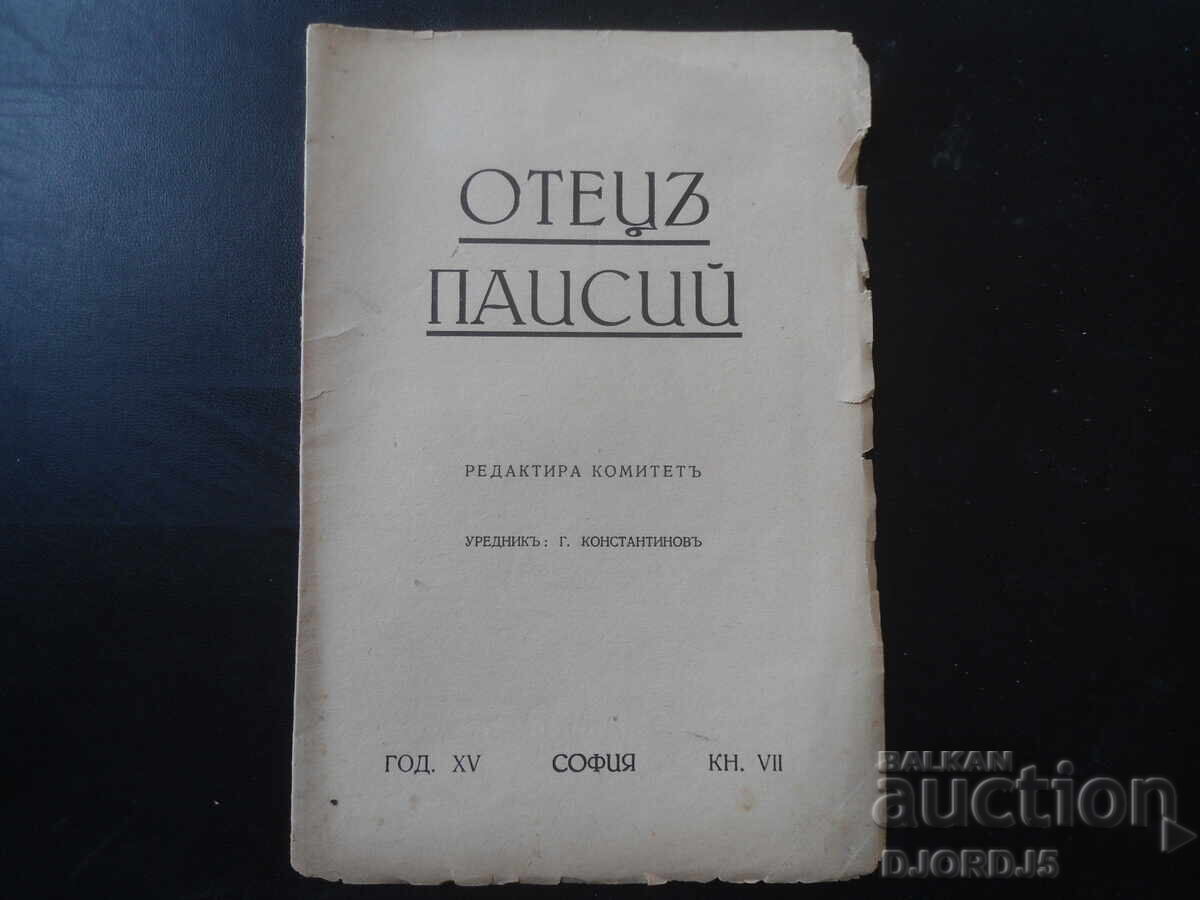 ОТЕЦЪ
ПАИСИЙ
РЕДАКТИРА КОМИТЕТЪ
УРЕДНИКЪ: Г. КОНСТАНТИНОВЪ
ГОД. XV СОФИЯ КН. VII
BALKAN
auction
DJORDJ5